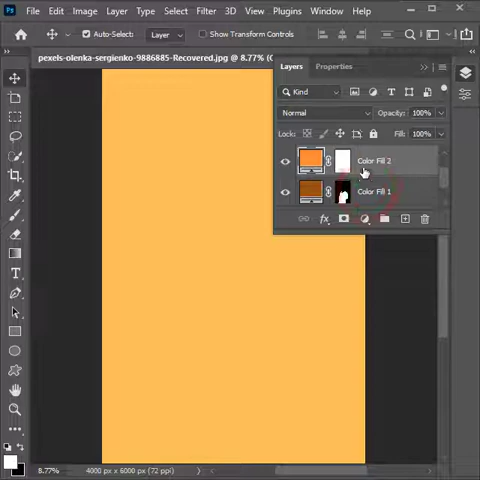 Ps File Edit Image Layer Type Select Filter 3D View Plugins Window Help
Auto-Select: Layer Show Transform Controls
pexels-olenka-sergienko-9886885-Recovered.jpg @ 8.77% (
Layers Properties
Kind
Normal Opacity: 100%
Lock: Fill: 100%
Color Fill 2
Color Fill 1
fx
T
8.77% 4000 px x 6000 px (72 ppi)